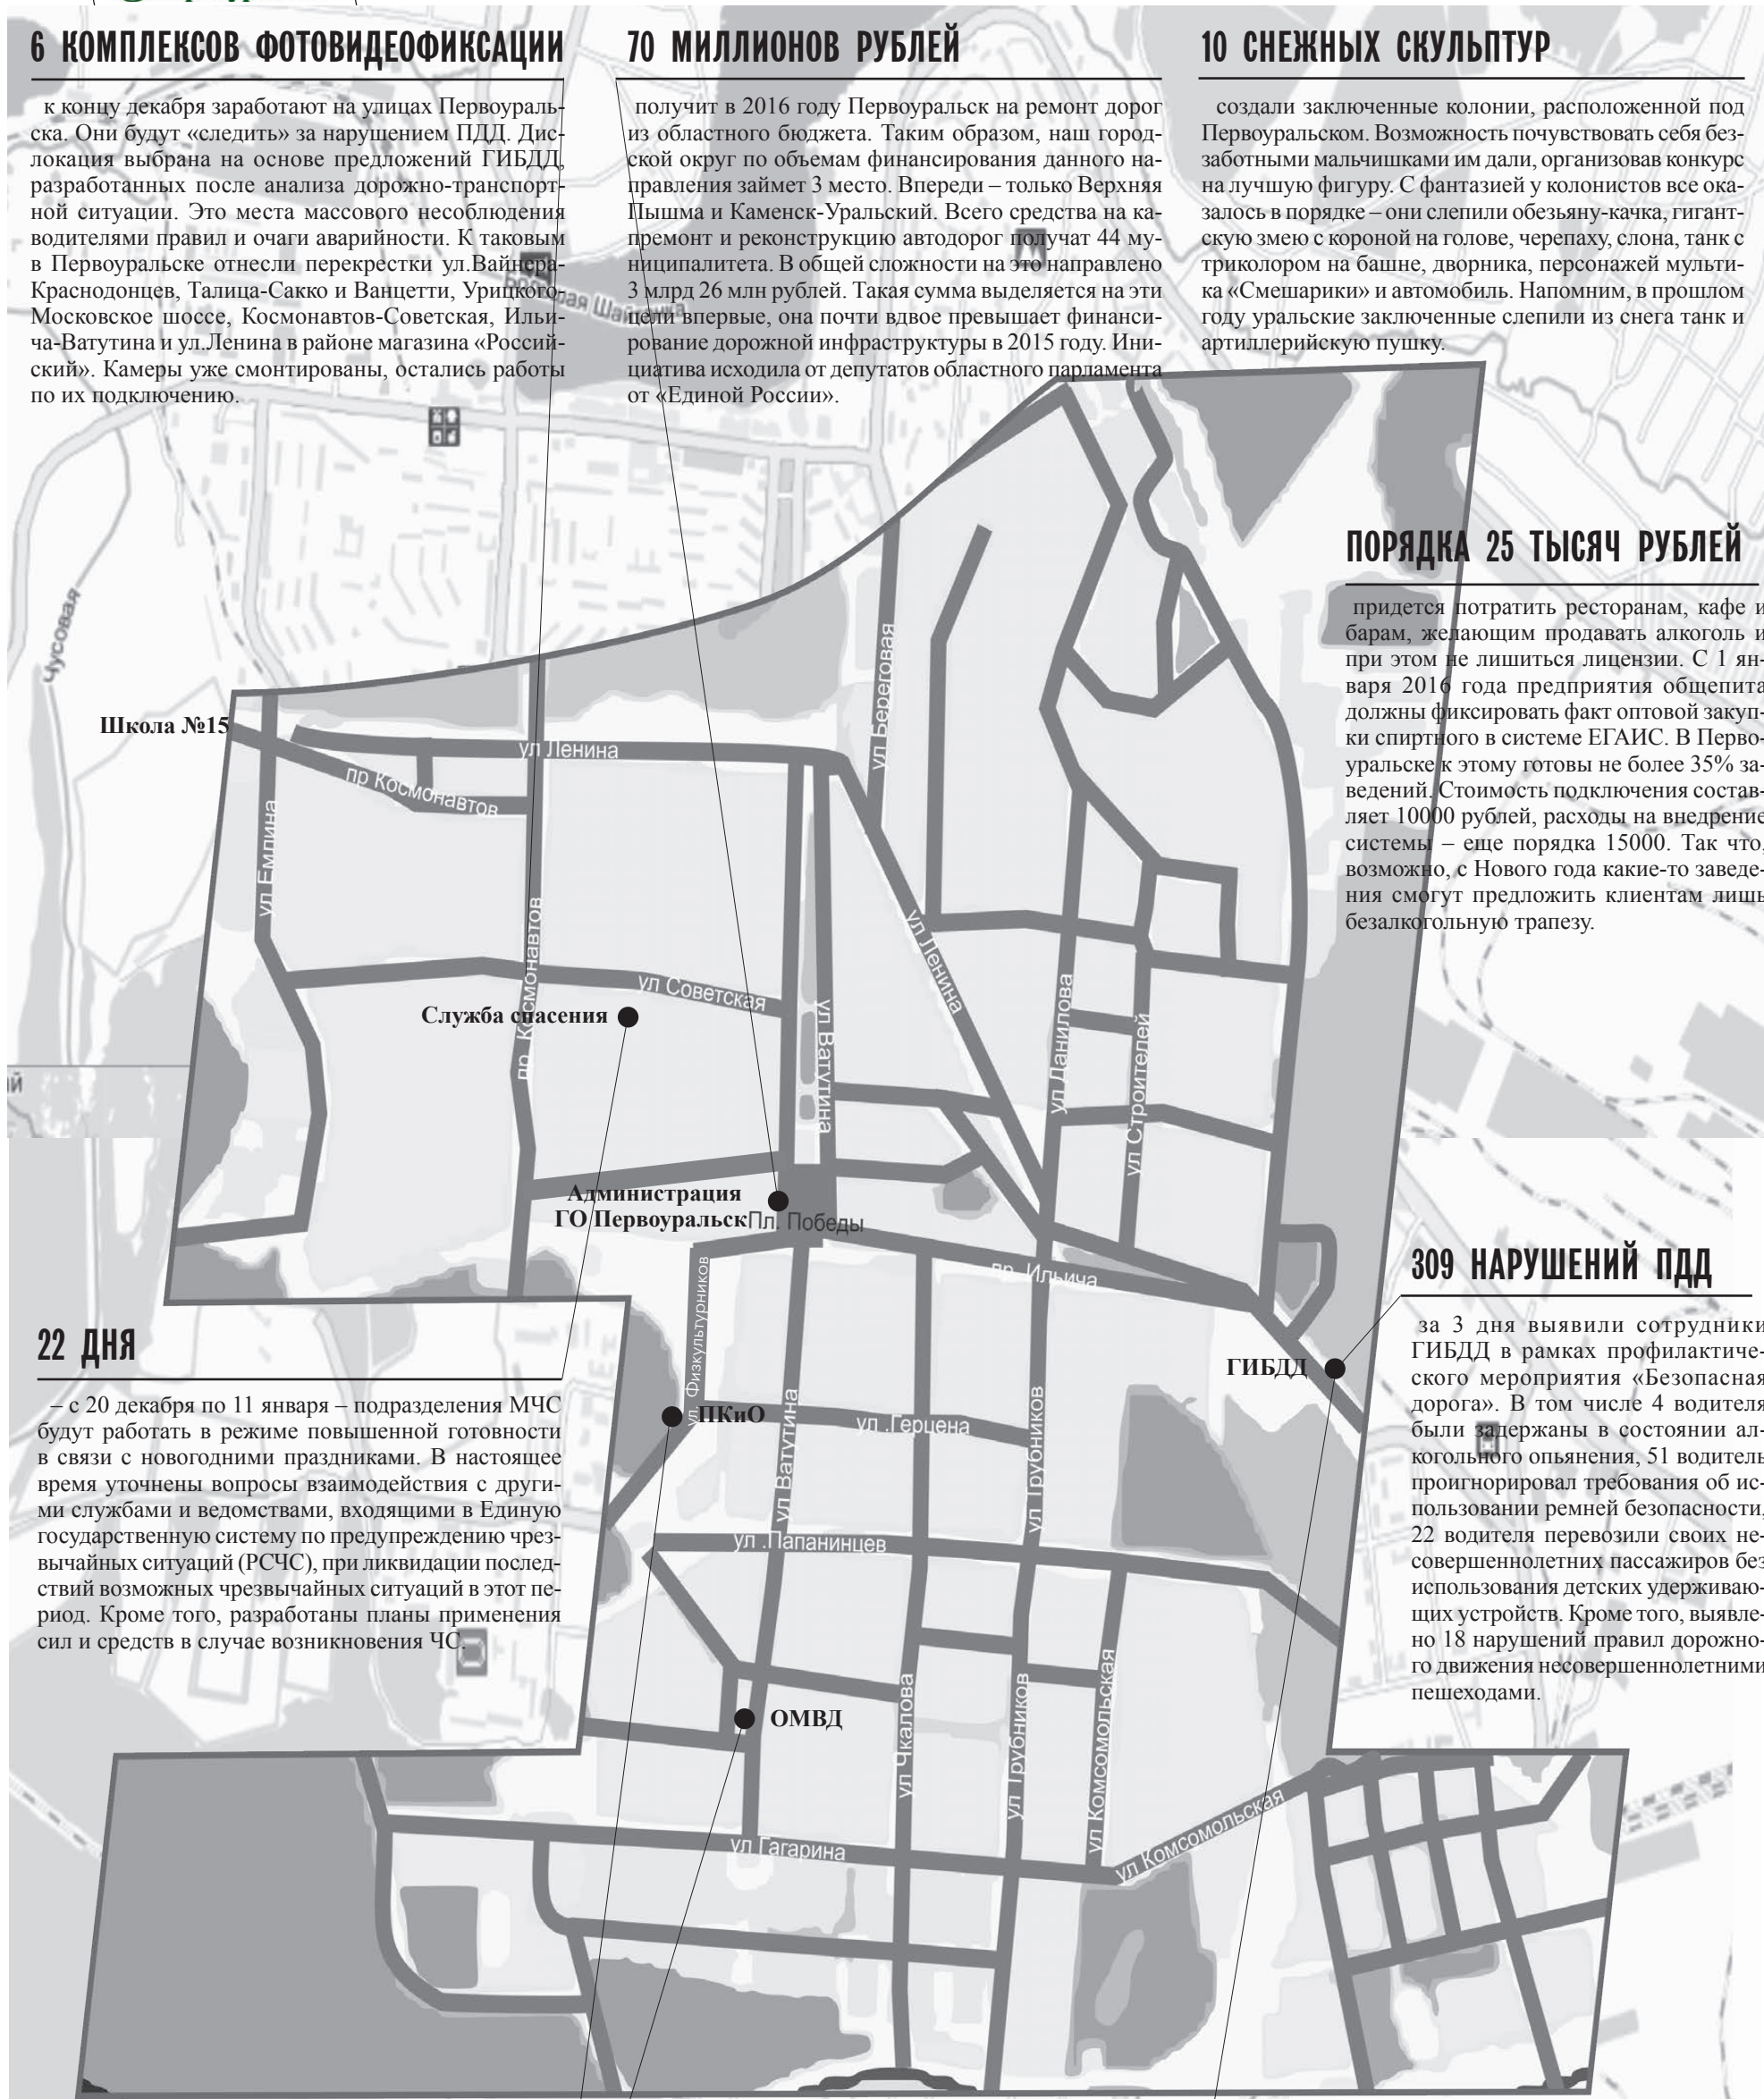 6 КОМПЛЕКСОВ ФОТОВИДЕОФИКСАЦИИ
к концу декабря заработают на улицах Первоураль-
ска. Они будут «следить» за нарушением ПДД. Дис-
локация выбрана на основе предложений ГИБДД,
разработанных после анализа дорожно-транспорт-
ной ситуации. Это места массового несоблюдения
водителями правил и очаги аварийности. К таковым
в Первоуральске отнесли перекрестки ул.Вайнера-
Краснодонцев, Талица-Сакко и Ванцетти, Урицкого-
Московское шоссе, Космонавтов-Советская, Ильи-
ча-Ватутина и ул.Ленина в районе магазина «Россий-
ский». Камеры уже смонтированы, остались работы
по их подключению.
70 МИЛЛИОНОВ РУБЛЕЙ
получит в 2016 году Первоуральск на ремонт дорог
из областного бюджета. Таким образом, наш город-
ской округ по объемам финансирования данного на-
правления займет 3 место. Впереди – только Верхняя
Пышма и Каменск-Уральский. Всего средства на ка-
премонт и реконструкцию автодорог получат 44 му-
ниципалитета. В общей сложности на это направлено
3 млрд 26 млн рублей. Такая сумма выделяется на эти
цели впервые, она почти вдвое превышает финанси-
рование дорожной инфраструктуры в 2015 году. Ини-
циатива исходила от депутатов областного парламента
от «Единой России».
10 СНЕЖНЫХ СКУЛЬПТУР
создали заключенные колонии, расположенной под
Первоуральском. Возможность почувствовать себя без-
заботными мальчишками им дали, организовав конкурс
на лучшую фигуру. С фантазией у колонистов все ока-
залось в порядке – они слепили обезьяну-качка, гигант-
скую змею с короной на голове, черепаху, слона, танк с
триколором на башне, дворника, персонажей мульти-
ка «Смешарики» и автомобиль. Напомним, в прошлом
году уральские заключенные слепили из снега танк и
артиллерийскую пушку.
ПОРЯДКА 25 ТЫСЯЧ РУБЛЕЙ
придется потратить ресторанам, кафе и
барам, желающим продавать алкоголь и
при этом не лишиться лицензии. С 1 ян-
варя 2016 года предприятия общепита
должны фиксировать факт оптовой закуп-
ки спиртного в системе ЕГАИС. В Перво-
уральске к этому готовы не более 35% за-
ведений. Стоимость подключения состав-
ляет 10000 рублей, расходы на внедрение
системы – еще порядка 15000. Так что,
возможно, с Нового года какие-то заведе-
ния смогут предложить клиентам лишь
безалкогольную трапезу.
Чусовая
Школа №15
ул Ленина
пр Космонавтов
ул Емлина
ул Береговая
пр. Космонавтов
ул Советская
ул Ленина
Служба спасения
ул Ватутина
ул Данилова
ул Строителей
Администрация
ГО Первоуральск
Пл. Победы
пр. Ильича
ул. Физкультурников
ГИБДД
ПКиО
ул .Герцена
ул Ватутина
ул Трубников
ул .Папанинцев
ОМВД
ул Чкалова
ул Трубников
ул Комсомольская
ул Гагарина
ул Комсомольская
22 ДНЯ
– с 20 декабря по 11 января – подразделения МЧС
будут работать в режиме повышенной готовности
в связи с новогодними праздниками. В настоящее
время уточнены вопросы взаимодействия с други-
ми службами и ведомствами, входящими в Единую
государственную систему по предупреждению чрез-
вычайных ситуаций (РСЧС), при ликвидации послед-
ствий возможных чрезвычайных ситуаций в этот пе-
риод. Кроме того, разработаны планы применения
сил и средств в случае возникновения ЧС.
309 НАРУШЕНИЙ ПДД
за 3 дня выявили сотрудники
ГИБДД в рамках профилактиче-
ского мероприятия «Безопасная
дорога». В том числе 4 водителя
были задержаны в состоянии ал-
когольного опьянения, 51 водитель
проигнорировал требования об ис-
пользовании ремней безопасности,
22 водителя перевозили своих не-
совершеннолетних пассажиров без
использования детских удерживаю-
щих устройств. Кроме того, выявле-
но 18 нарушений правил дорожно-
го движения несовершеннолетними
пешеходами.